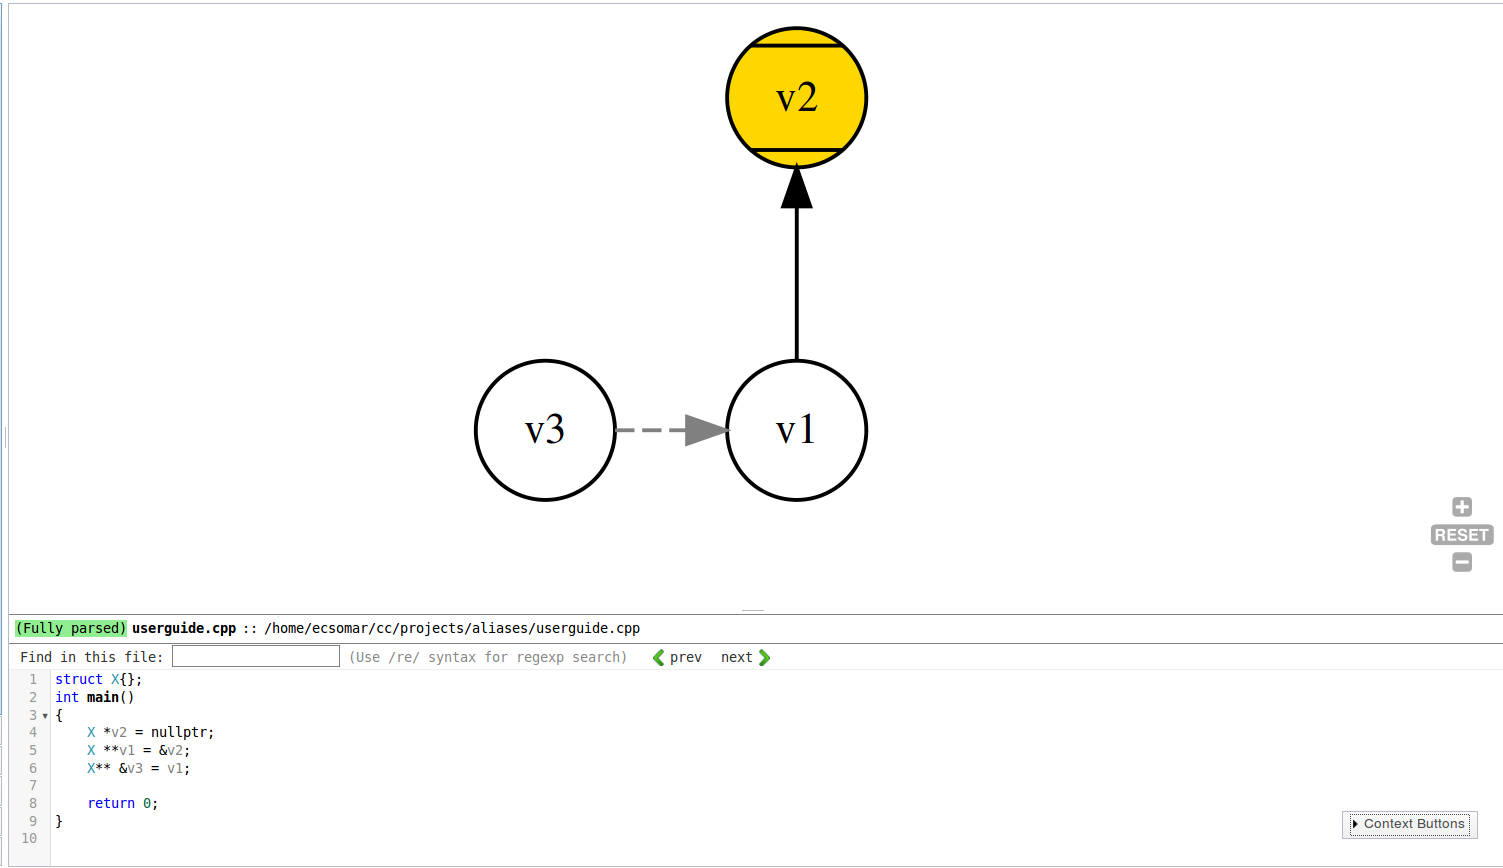 v2
v3
v1
RESET
(Fully parsed) userguide.cpp :: /home/ecsomar/cc/projects/aliases/userguide.cpp
Find in this file: (Use /re/ syntax for regexp search) prev next
1 struct X{};
2 int main()
3 {
4 X *v2 = nullptr;
5 X **v1 = &v2;
6 X** &v3 = v1;
7
8 return 0;
9 }
10
Context Buttons